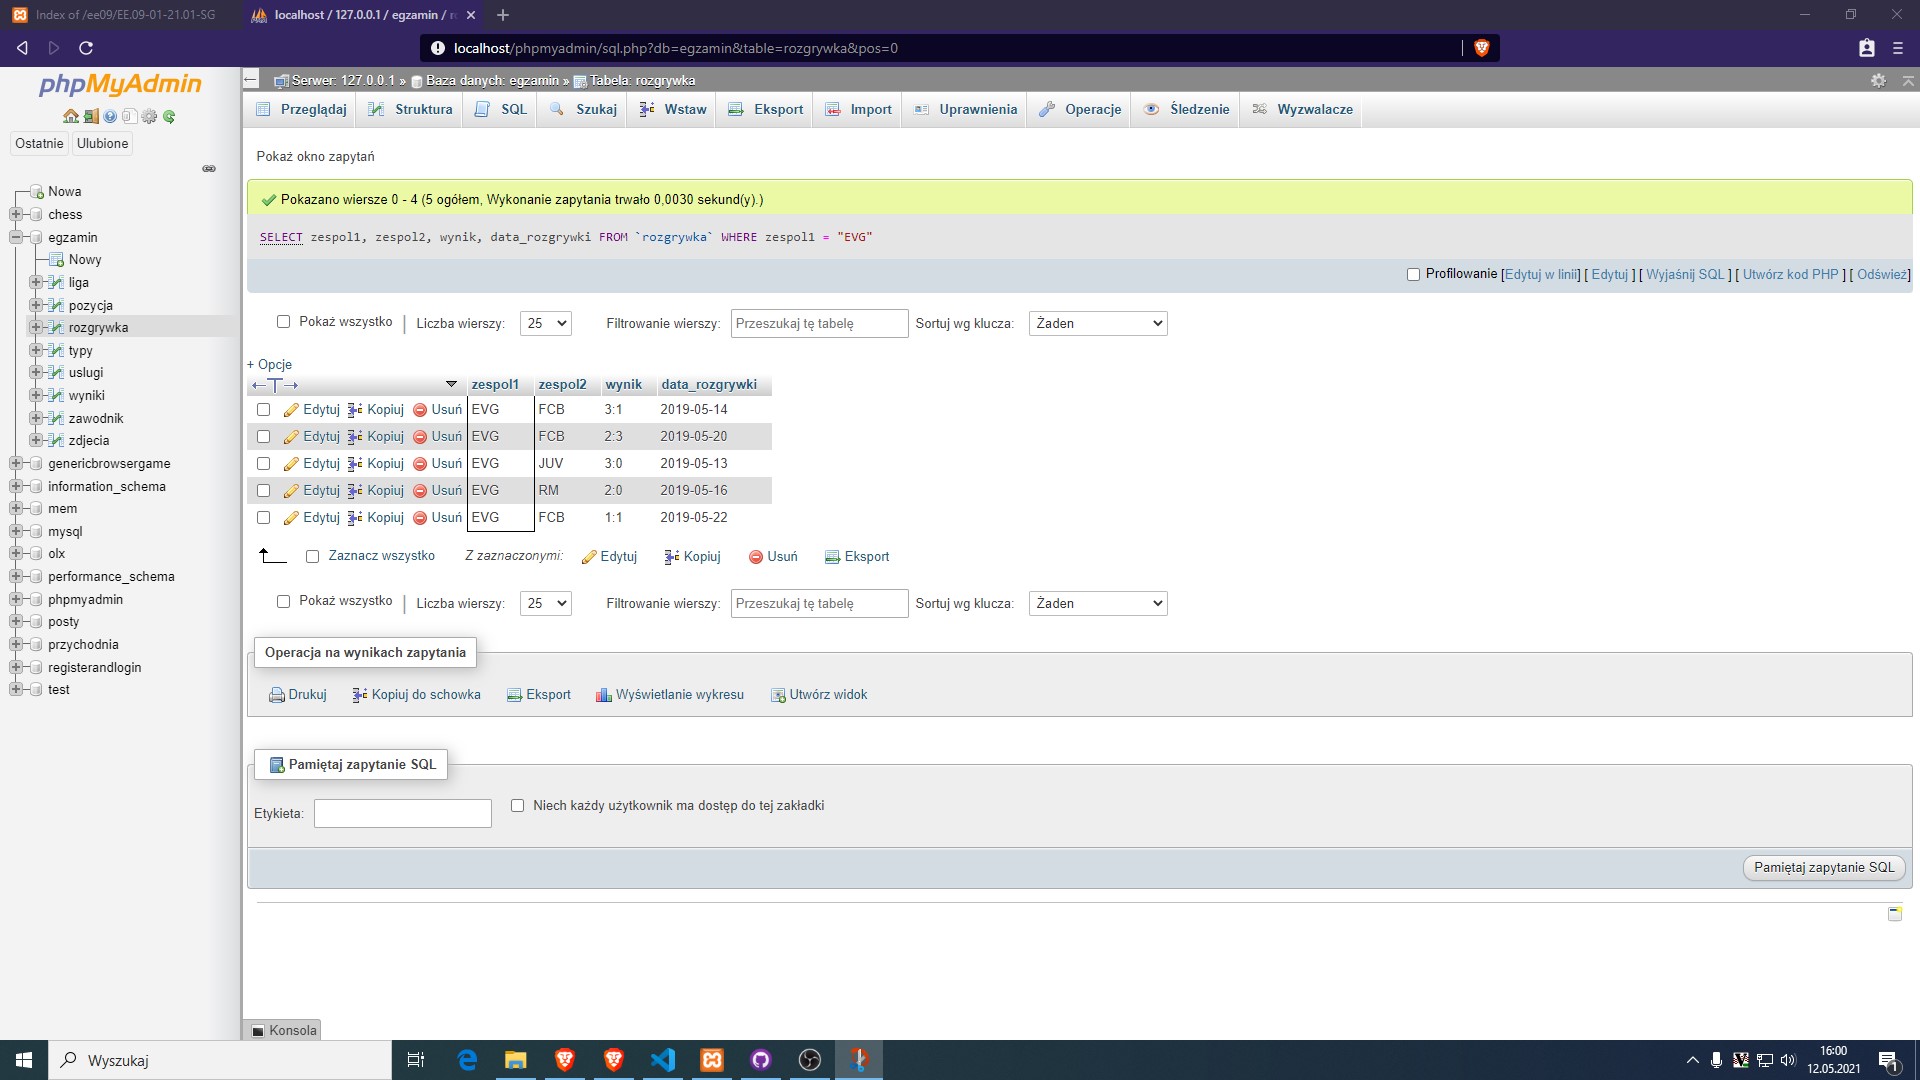 Index of /ee09/EE.09-01-21.01-SG
localhost / 127.0.0.1 / egzamin / r
localhost/phpmyadmin/sql.php?db=egzamin&table=rozgrywka&pos=0
phpMyAdmin
Ostatnie Ulubione
Nowa
chess
egzamin
Nowy
liga
pozycja
rozgrywka
typy
uslugi
wyniki
zawodnik
zdjecia
genericbrowsergame
information_schema
mem
mysql
olx
performance_schema
phpmyadmin
posty
przychodnia
registerandlogin
test
Serwer: 127.0.0.1 » Baza danych: egzamin » Tabela: rozgrywka
Przeglądaj Struktura SQL Szukaj Wstaw Eksport Import Uprawnienia Operacje Śledzenie Wyzwalacze
Pokaż okno zapytań
Pokazano wiersze 0 - 4 (5 ogółem, Wykonanie zapytania trwało 0,0030 sekund(y).)
SELECT zespol1, zespol2, wynik, data_rozgrywki FROM `rozgrywka` WHERE zespol1 = "EVG"
Profilowanie [Edytuj w linii] [ Edytuj ] [ Wyjaśnij SQL ] [ Utwórz kod PHP ] [ Odśwież]
Pokaż wszystko | Liczba wierszy: 25 Filtrowanie wierszy: Przeszukaj tę tabelę Sortuj wg klucza: Żaden
+ Opcje
←T→ zespol1 zespol2 wynik data_rozgrywki
Edytuj Kopiuj Usuń EVG FCB 3:1 2019-05-14
Edytuj Kopiuj Usuń EVG FCB 2:3 2019-05-20
Edytuj Kopiuj Usuń EVG JUV 3:0 2019-05-13
Edytuj Kopiuj Usuń EVG RM 2:0 2019-05-16
Edytuj Kopiuj Usuń EVG FCB 1:1 2019-05-22
Zaznacz wszystko Z zaznaczonymi: Edytuj Kopiuj Usuń Eksport
Pokaż wszystko | Liczba wierszy: 25 Filtrowanie wierszy: Przeszukaj tę tabelę Sortuj wg klucza: Żaden
Operacja na wynikach zapytania
Drukuj Kopiuj do schowka Eksport Wyświetlanie wykresu Utwórz widok
Pamiętaj zapytanie SQL
Etykieta: Niech każdy użytkownik ma dostęp do tej zakładki
Pamiętaj zapytanie SQL
Konsola
Wyszukaj
16:00
12.05.2021
1